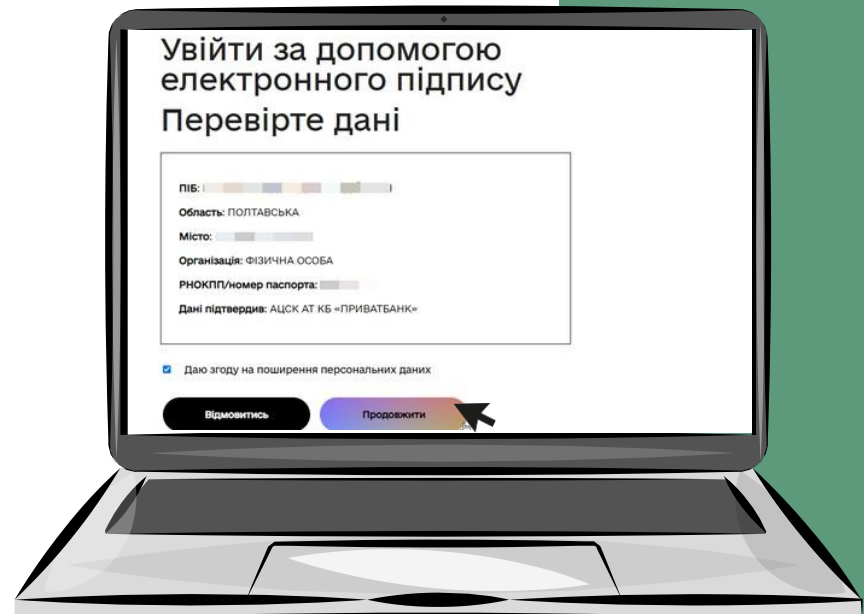 Увійти за допомогою
електронного підпису
Перевірте дані
ПІБ:
Область: ПОЛТАВСЬКА
Місто:
Організація: ФІЗИЧНА ОСОБА
РНОКПП/номер паспорта:
Дані підтвердив: АЦСК АТ КБ «ПРИВАТБАНК»
Даю згоду на поширення персональних даних
Відмовитись
Продовжити